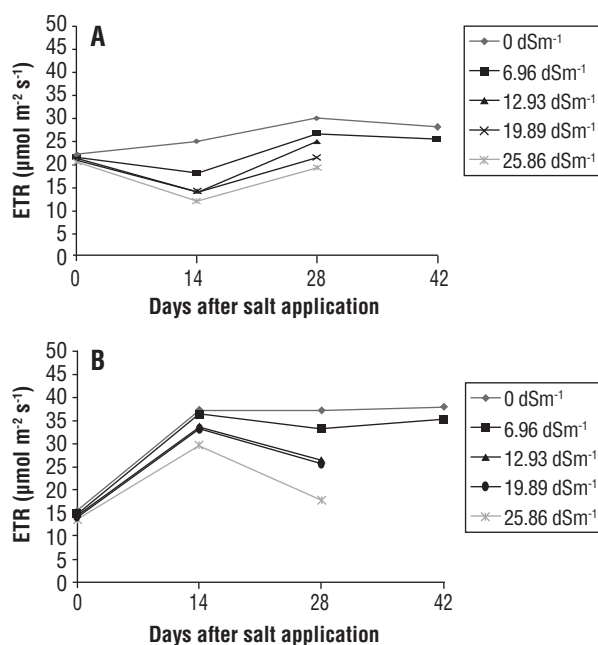 A
50
45
40
35
30
25
20
15
10
5
0
ETR (µmol m⁻² s⁻¹)
0 14 28 42
Days after salt application
0 dSm⁻¹
6.96 dSm⁻¹
12.93 dSm⁻¹
19.89 dSm⁻¹
25.86 dSm⁻¹
B
50
45
40
35
30
25
20
15
10
5
0
ETR (µmol m⁻² s⁻¹)
0 14 28 42
Days after salt application
0 dSm⁻¹
6.96 dSm⁻¹
12.93 dSm⁻¹
19.89 dSm⁻¹
25.86 dSm⁻¹